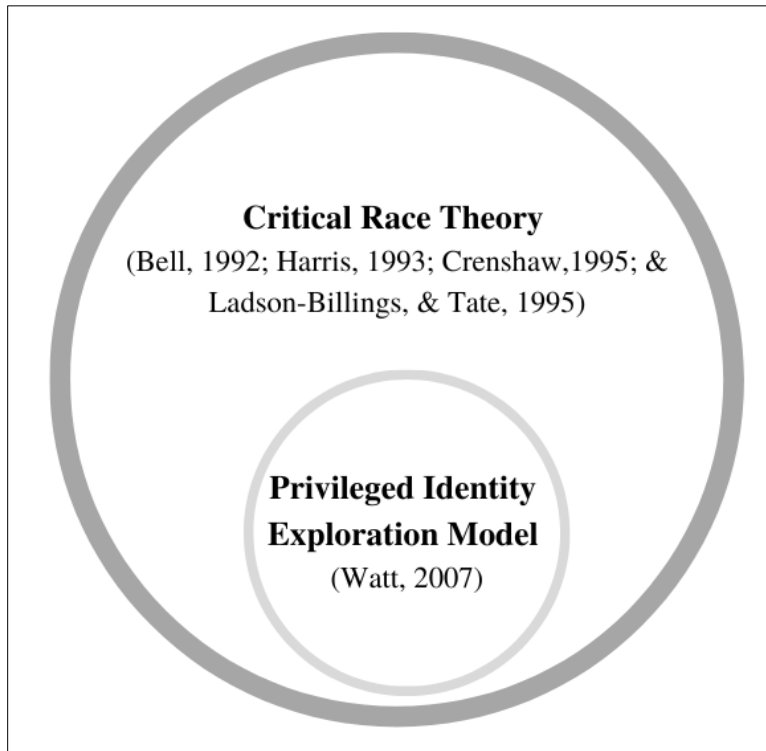 Critical Race Theory
(Bell, 1992; Harris, 1993; Crenshaw,1995; &
Ladson-Billings, & Tate, 1995)
Privileged Identity
Exploration Model
(Watt, 2007)